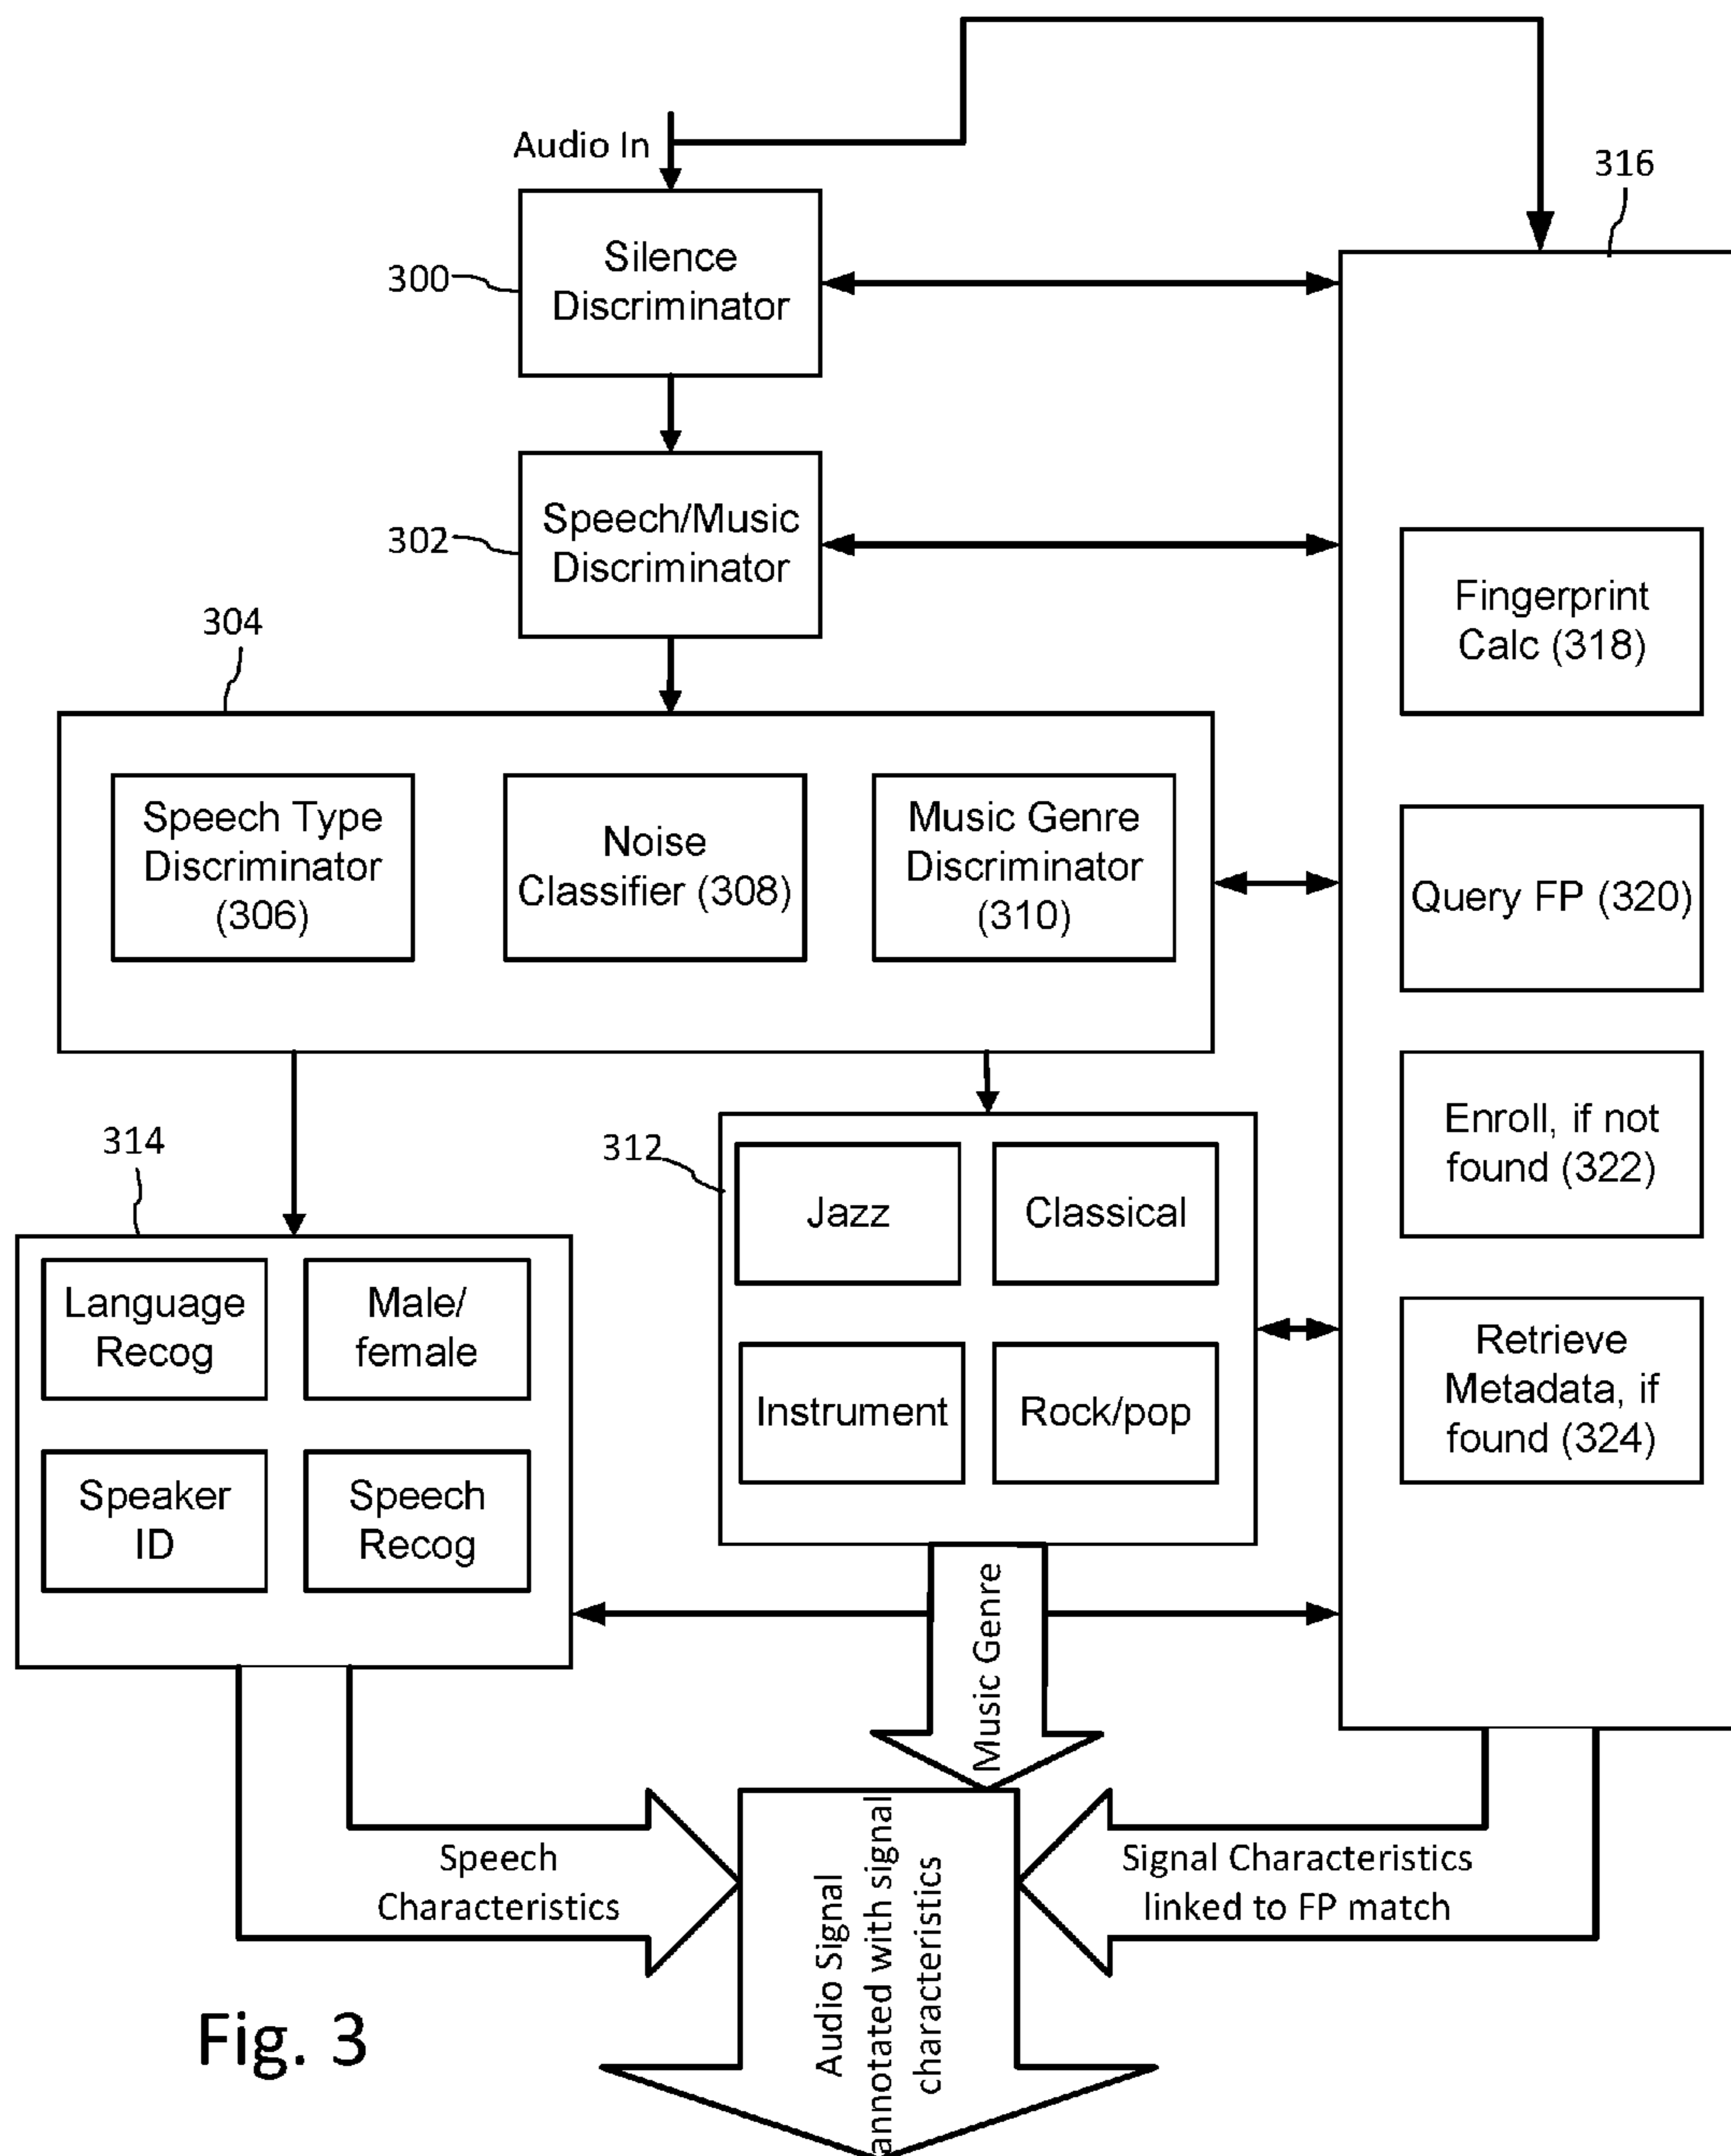 Audio In
316
Silence
Discriminator
300
Speech/Music
Discriminator
302
304
Fingerprint
Calc (318)
Speech Type
Discriminator
(306)
Noise
Classifier (308)
Music Genre
Discriminator
(310)
Query FP (320)
Enroll, if not
found (322)
314
312
Jazz
Classical
Language
Recog
Male/
female
Instrument
Rock/pop
Retrieve
Metadata, if
found (324)
Speaker
ID
Speech
Recog
Music Genre
Speech
Characteristics
Audio Signal
annotated with signal
characteristics
Signal Characteristics
linked to FP match
Fig. 3